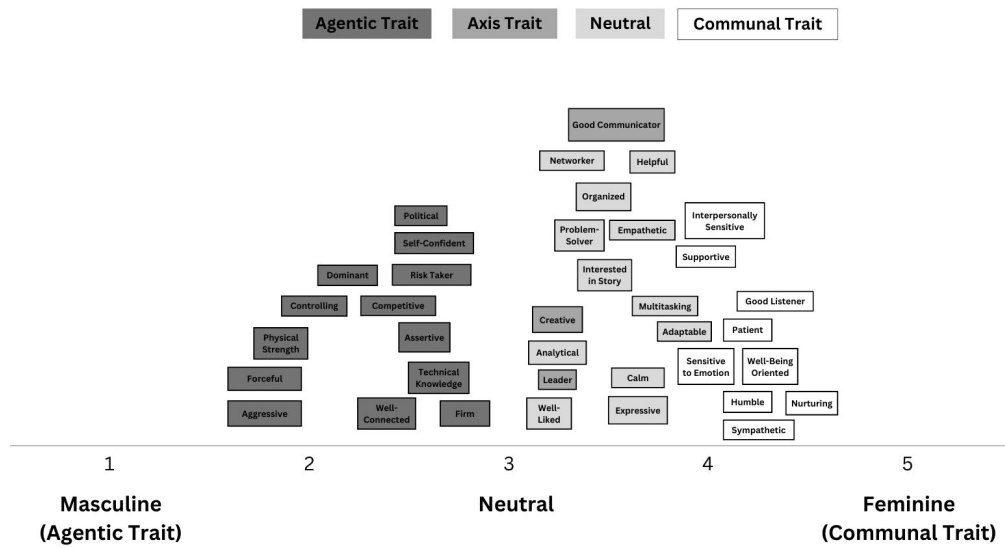 Agentic Trait
Axis Trait
Neutral
Communal Trait
Good Communicator
Networker
Helpful
Organized
Political
Interpersonally
Sensitive
Problem-
Solver
Empathetic
Self-Confident
Supportive
Dominant
Risk Taker
Interested
in Story
Controlling
Competitive
Multitasking
Good Listener
Creative
Adaptable
Patient
Physical
Strength
Assertive
Analytical
Sensitive
to Emotion
Well-Being
Oriented
Forceful
Technical
Knowledge
Leader
Calm
Aggressive
Well-
Connected
Firm
Well-
Liked
Expressive
Humble
Nurturing
Sympathetic
1
2
3
4
5
Masculine
(Agentic Trait)
Neutral
Feminine
(Communal Trait)